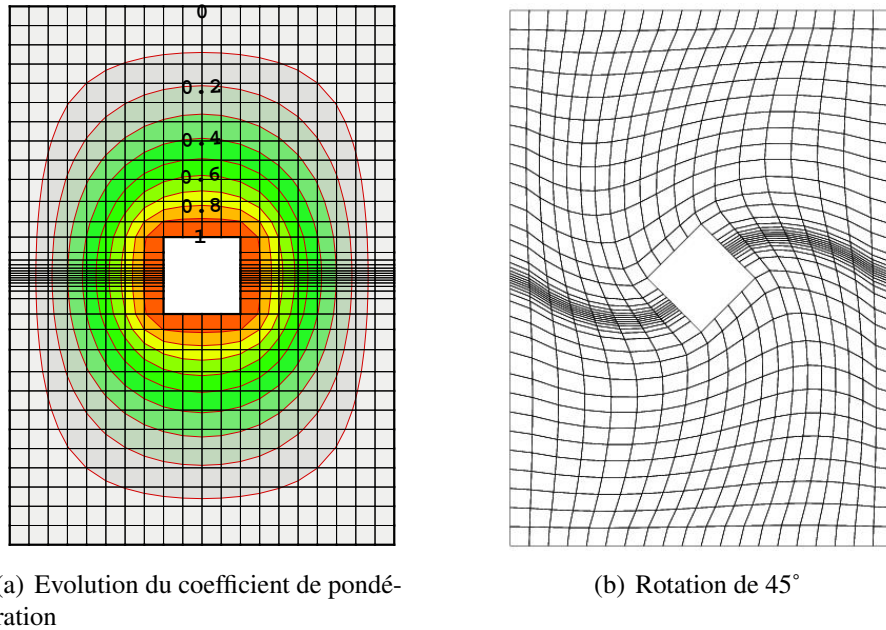 0
0.2
0.4
0.6
0.8
1
(a) Evolution du coefficient de pondé-
ration
(b) Rotation de 45°